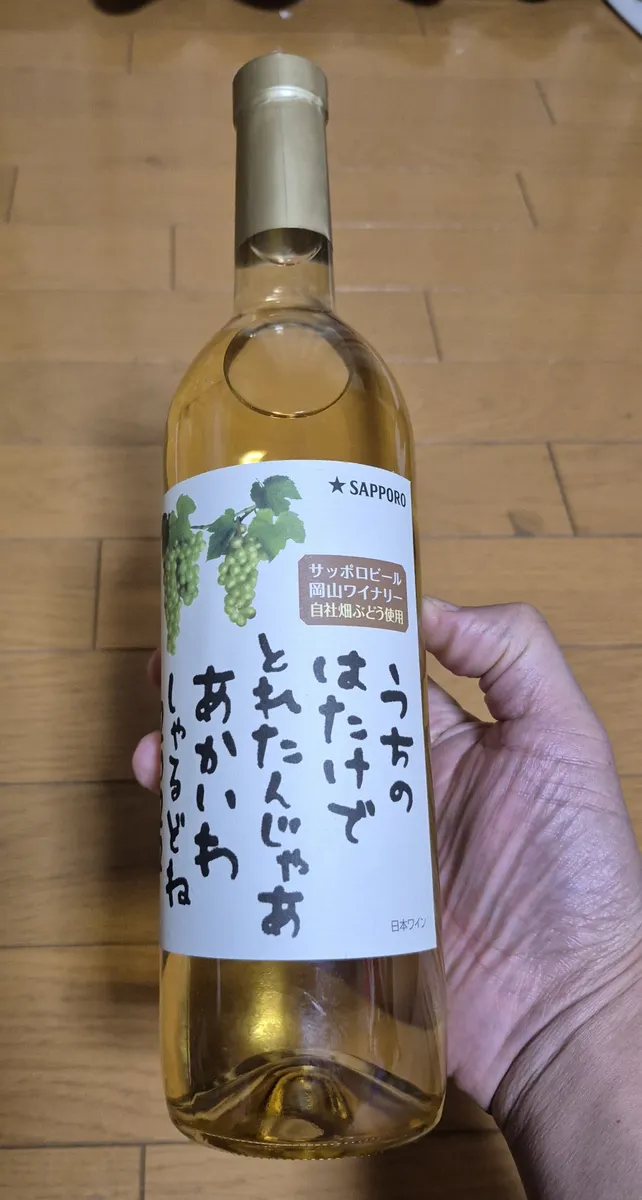 ★ SAPPORO
サッポロビール
岡山ワイナリー
自社畑ぶどう使用
うちの
はたけで
とれたんじゃあ
あかいわ
しゃるどね
日本ワイン